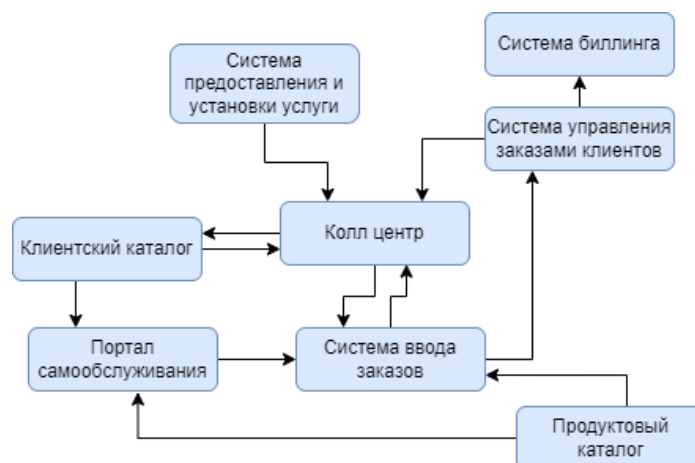 Система биллинга
Система
предоставления и
установки услуги
Система управления
заказами клиентов
Колл центр
Клиентский каталог
Портал
самообслуживания
Система ввода
заказов
Продуктовый
каталог